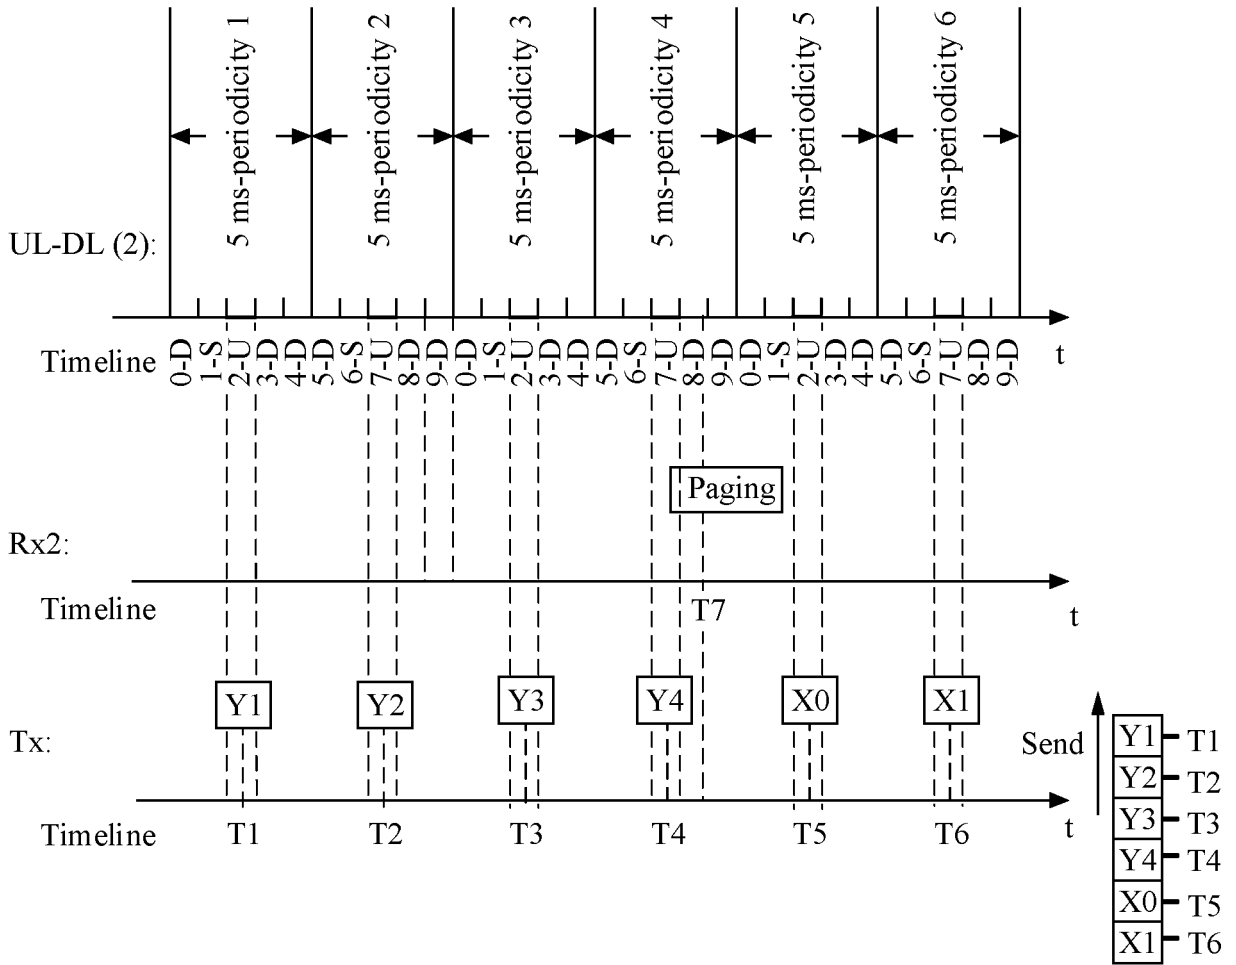 5 ms-periodicity 1
5 ms-periodicity 2
5 ms-periodicity 3
5 ms-periodicity 4
5 ms-periodicity 5
5 ms-periodicity 6
UL-DL (2):
Timeline
0-D
1-S
2-U
3-D
4-D
5-D
6-S
7-U
8-D
9-D
0-D
1-S
2-U
3-D
4-D
5-D
6-S
7-U
8-D
9-D
0-D
1-S
2-U
3-D
4-D
5-D
6-S
7-U
8-D
9-D
t
Paging
Rx2:
Timeline
T7
t
Y1
Y2
Y3
Y4
X0
X1
Tx:
Timeline
T1
T2
T3
T4
T5
T6
t
Send
Y1 T1
Y2 T2
Y3 T3
Y4 T4
X0 T5
X1 T6